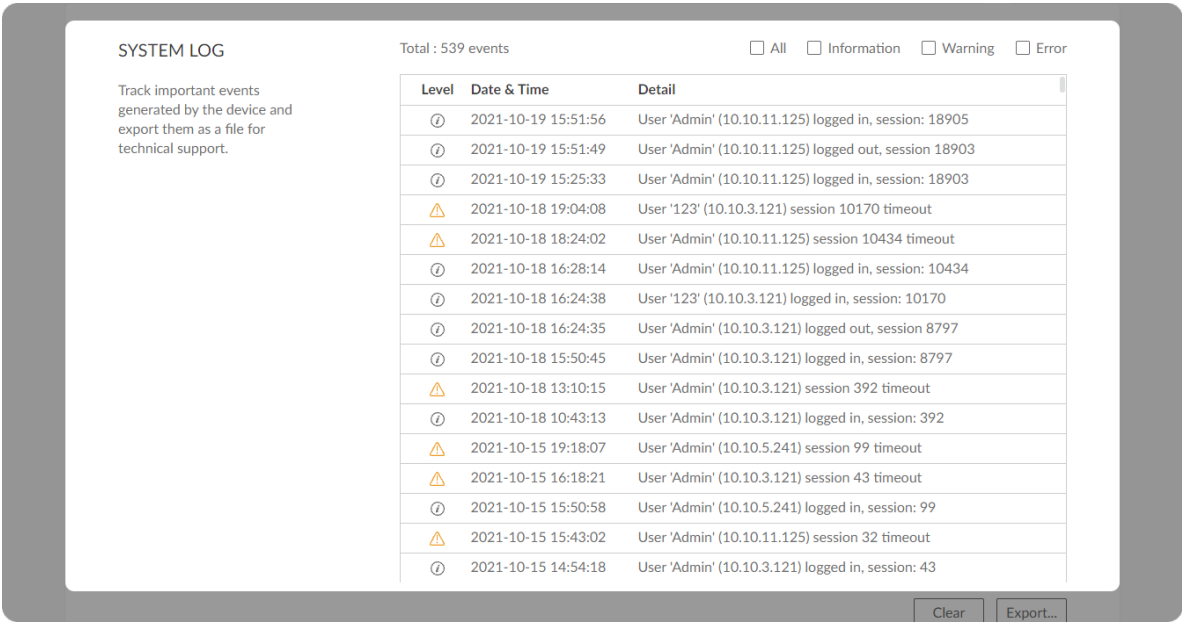 SYSTEM LOG
Track important events
generated by the device and
export them as a file for
technical support.
Total : 539 events
All Information Warning Error
Level Date & Time Detail
2021-10-19 15:51:56 User 'Admin' (10.10.11.125) logged in, session: 18905
2021-10-19 15:51:49 User 'Admin' (10.10.11.125) logged out, session 18903
2021-10-19 15:25:33 User 'Admin' (10.10.11.125) logged in, session: 18903
2021-10-18 19:04:08 User '123' (10.10.3.121) session 10170 timeout
2021-10-18 18:24:02 User 'Admin' (10.10.11.125) session 10434 timeout
2021-10-18 16:28:14 User 'Admin' (10.10.11.125) logged in, session: 10434
2021-10-18 16:24:38 User '123' (10.10.3.121) logged in, session: 10170
2021-10-18 16:24:35 User 'Admin' (10.10.3.121) logged out, session 8797
2021-10-18 15:50:45 User 'Admin' (10.10.3.121) logged in, session: 8797
2021-10-18 13:10:15 User 'Admin' (10.10.3.121) session 392 timeout
2021-10-18 10:43:13 User 'Admin' (10.10.3.121) logged in, session: 392
2021-10-15 19:18:07 User 'Admin' (10.10.5.241) session 99 timeout
2021-10-15 16:18:21 User 'Admin' (10.10.3.121) session 43 timeout
2021-10-15 15:50:58 User 'Admin' (10.10.5.241) logged in, session: 99
2021-10-15 15:43:02 User 'Admin' (10.10.11.125) session 32 timeout
2021-10-15 14:54:18 User 'Admin' (10.10.3.121) logged in, session: 43
Clear Export...